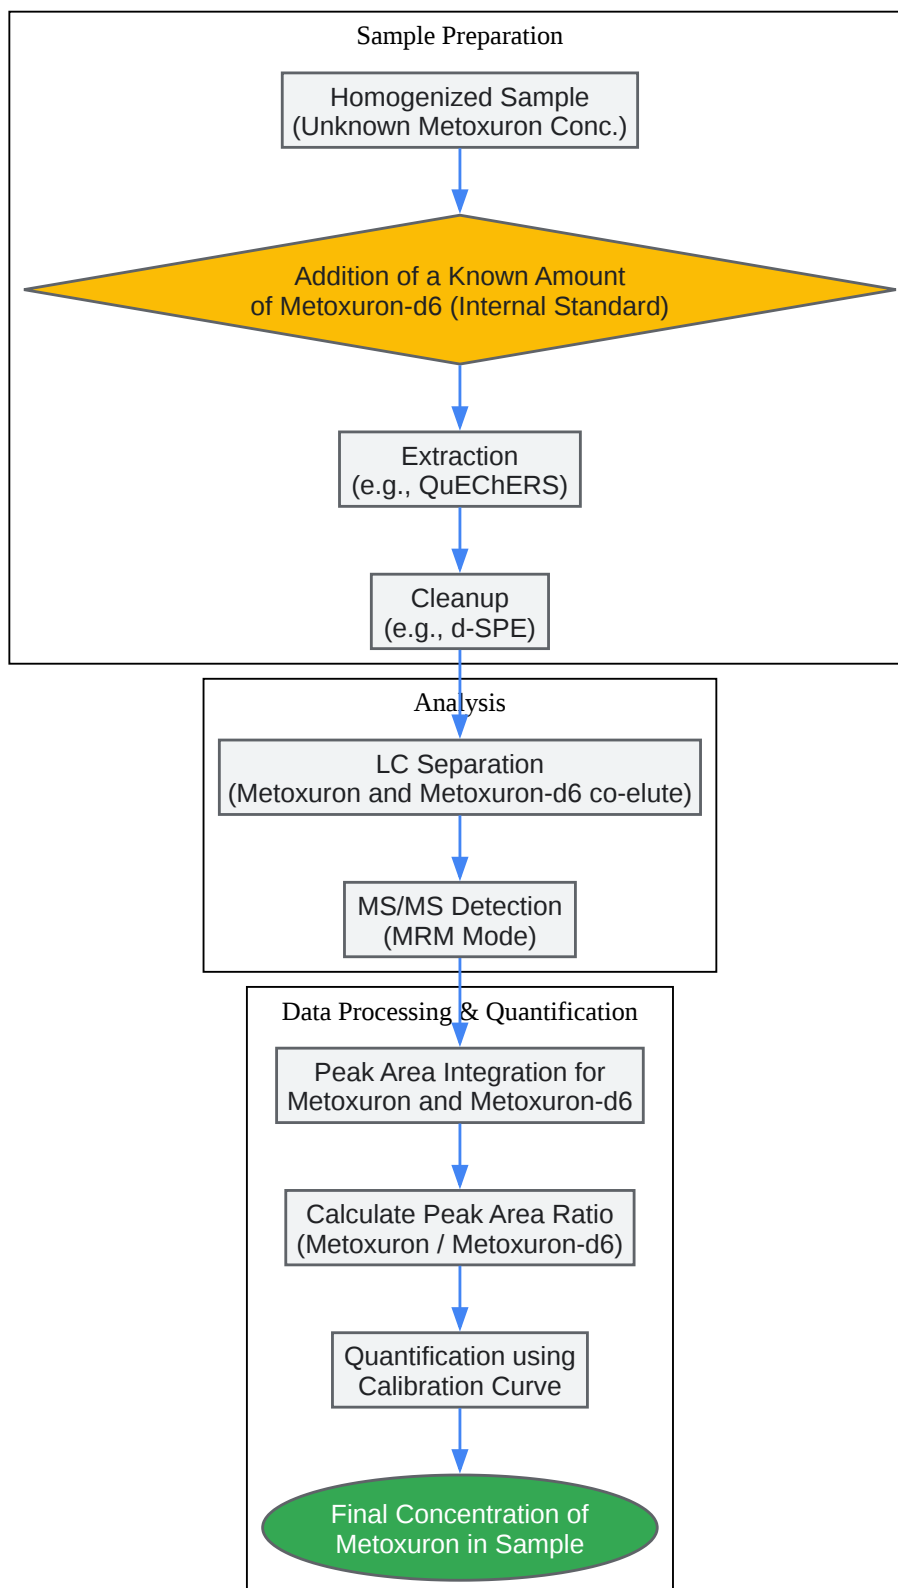 Sample Preparation
Homogenized Sample
(Unknown Metoxuron Conc.)
Addition of a Known Amount
of Metoxuron-d6 (Internal Standard)
Extraction
(e.g., QuEChERS)
Cleanup
(e.g., d-SPE)
Analysis
LC Separation
(Metoxuron and Metoxuron-d6 co-elute)
MS/MS Detection
(MRM Mode)
Data Processing & Quantification
Peak Area Integration for
Metoxuron and Metoxuron-d6
Calculate Peak Area Ratio
(Metoxuron / Metoxuron-d6)
Quantification using
Calibration Curve
Final Concentration of
Metoxuron in Sample